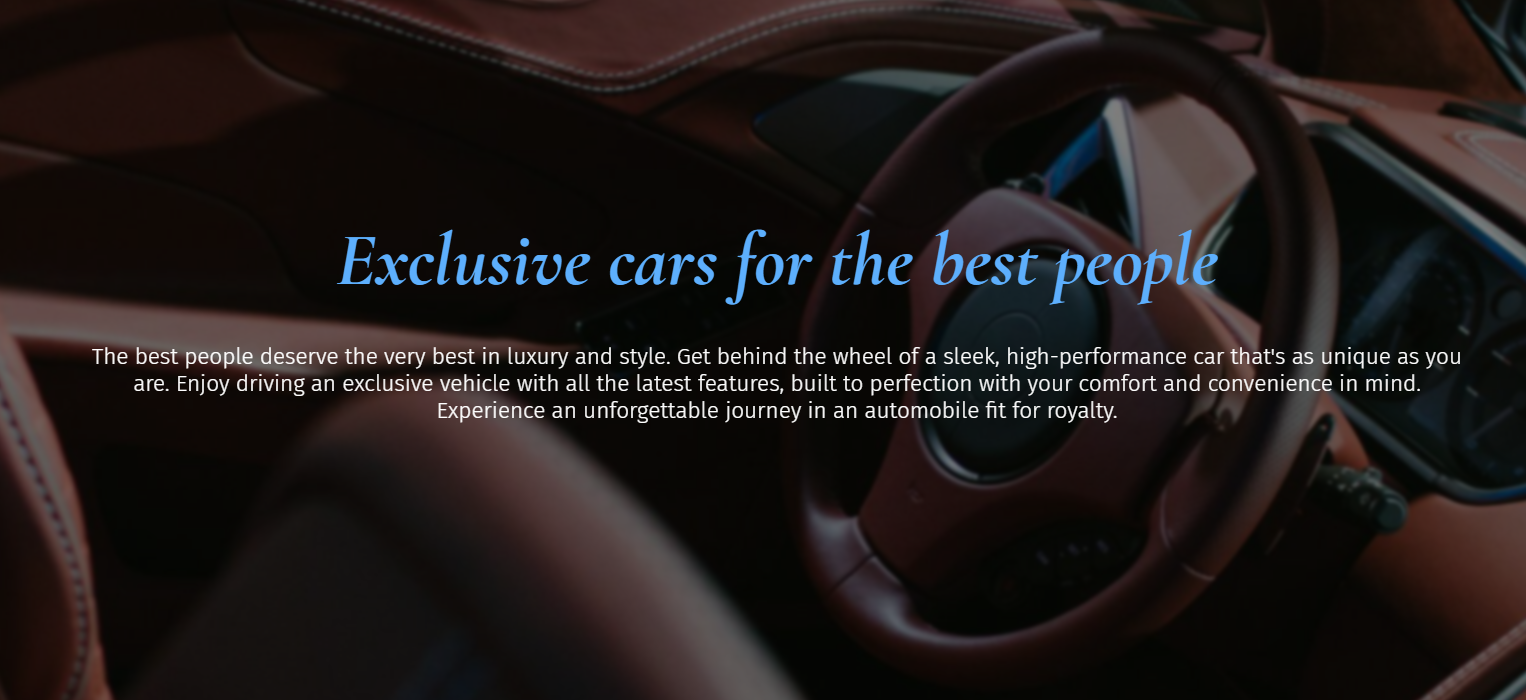 Exclusive cars for the best people
The best people deserve the very best in luxury and style. Get behind the wheel of a sleek, high-performance car that's as unique as you
are. Enjoy driving an exclusive vehicle with all the latest features, built to perfection with your comfort and convenience in mind.
Experience an unforgettable journey in an automobile fit for royalty.